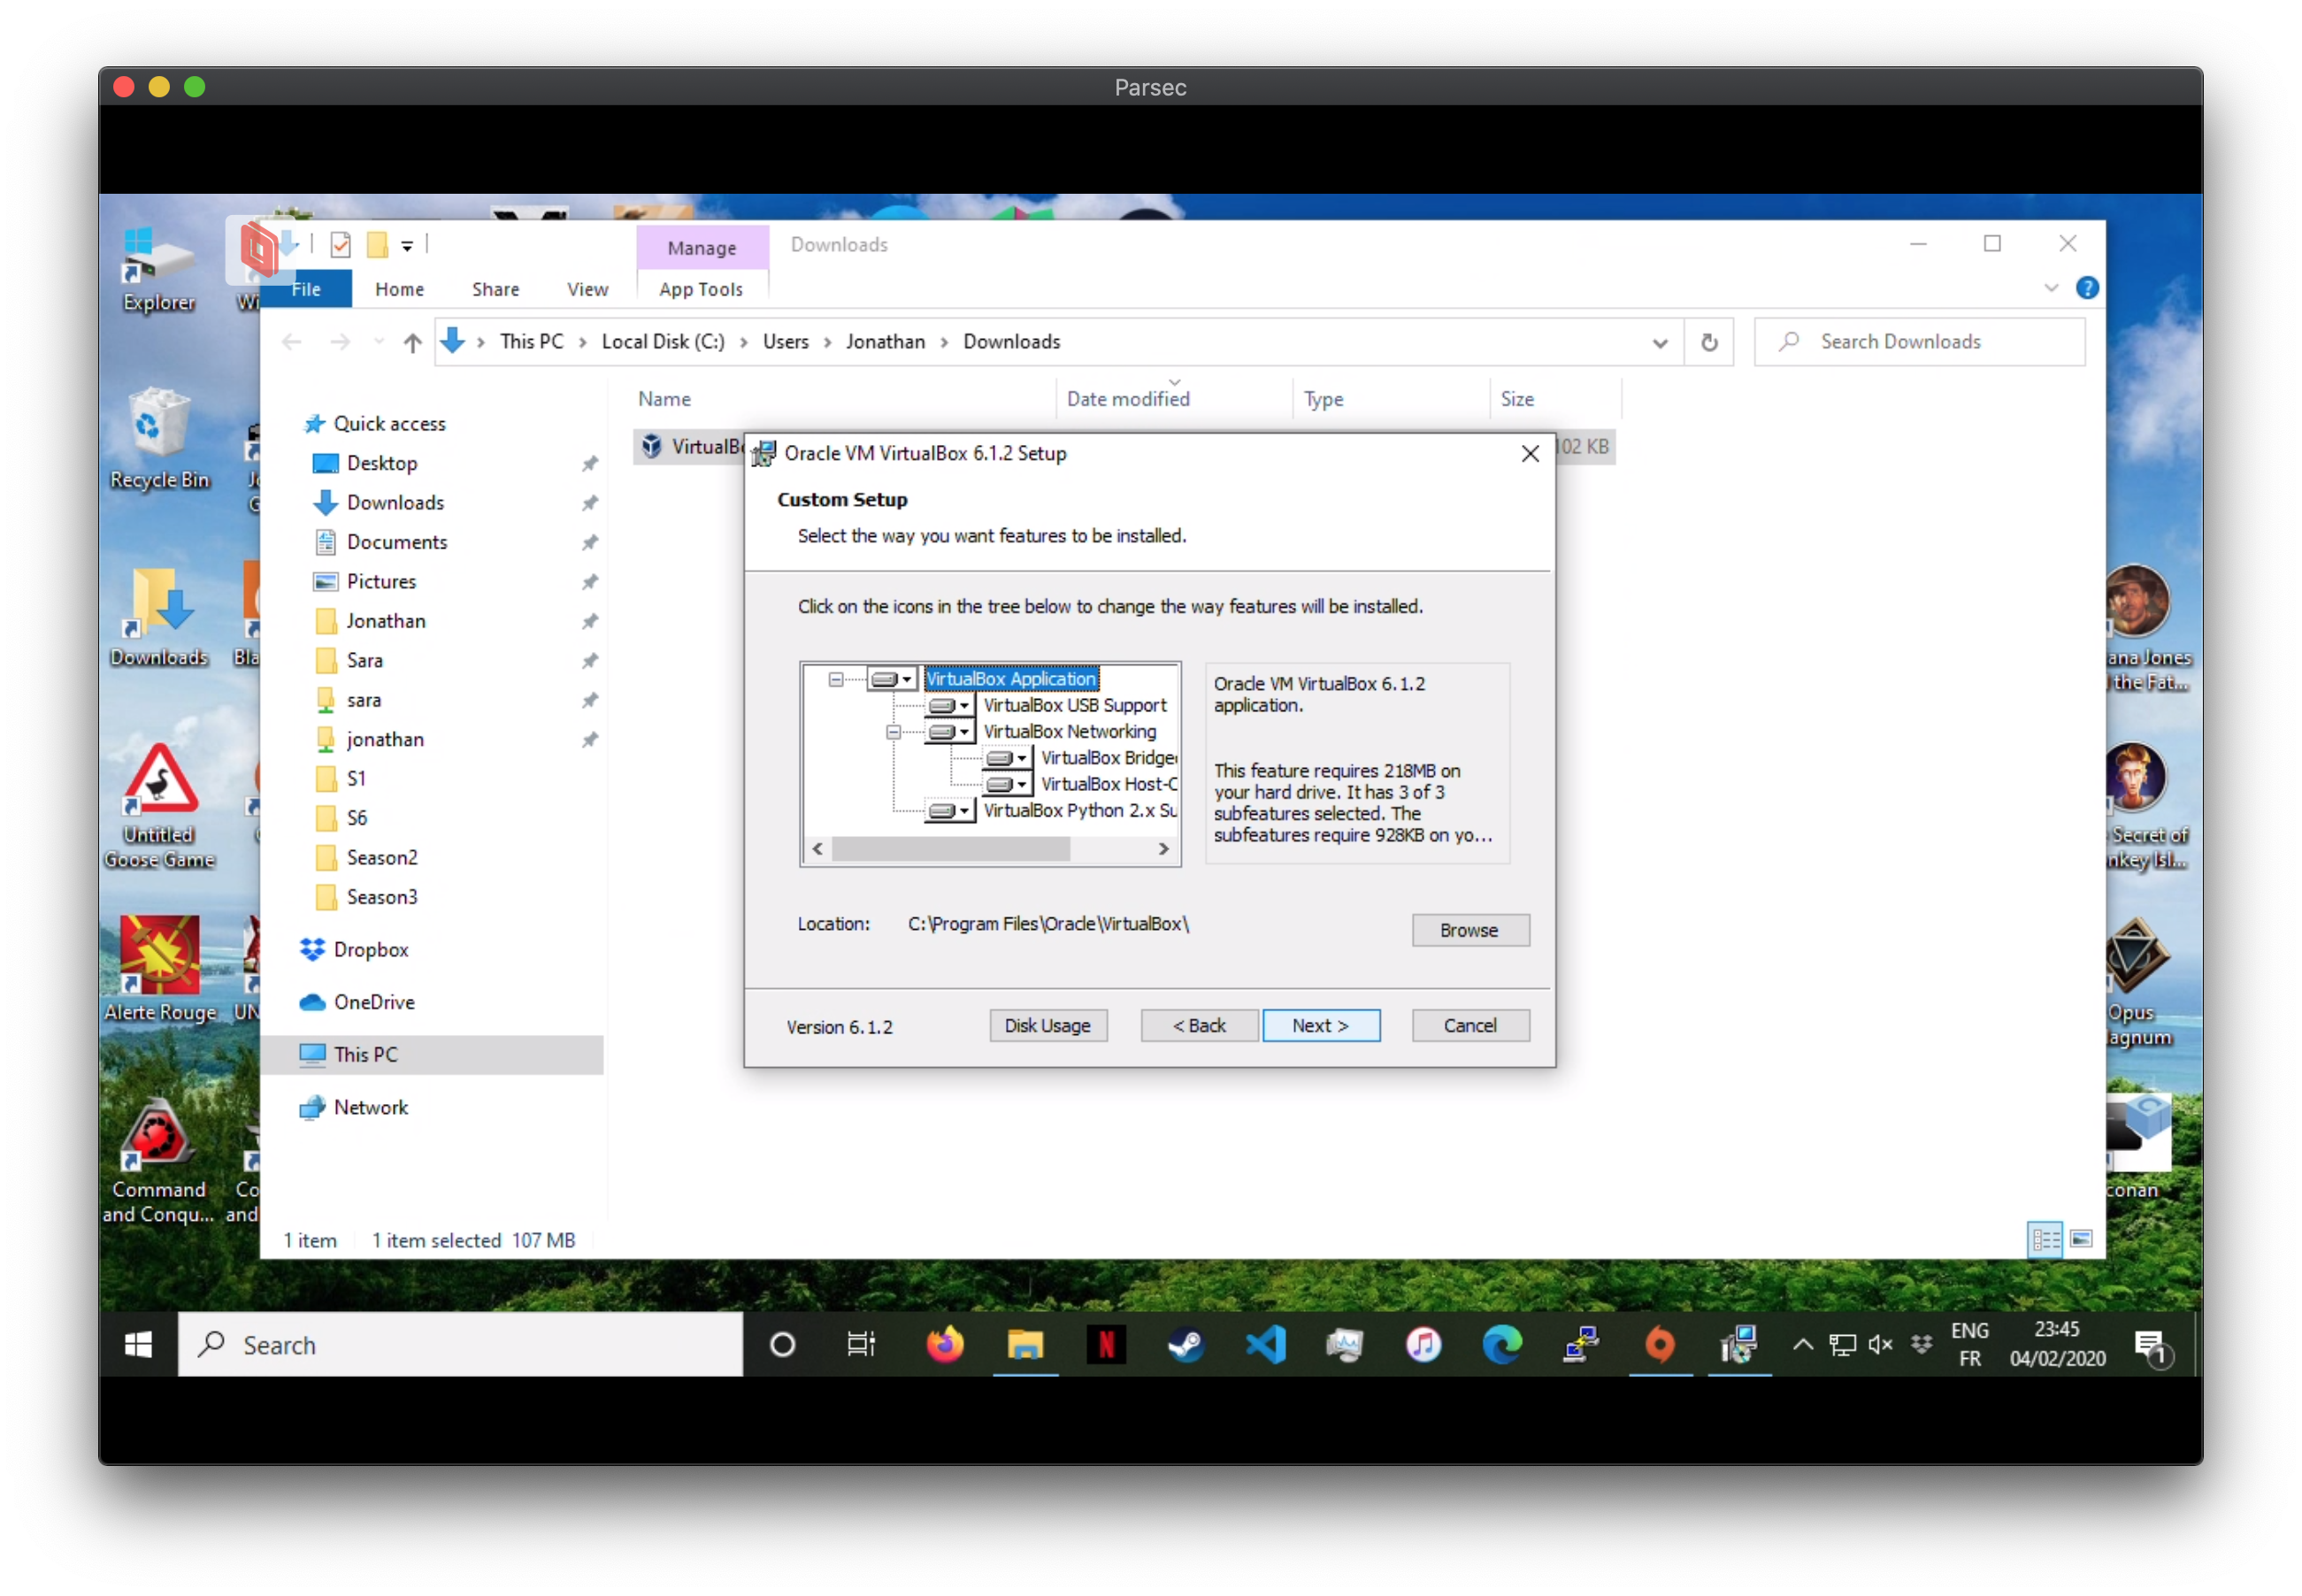 Parsec
Manage
Downloads
File
Home
Share
View
App Tools
This PC
Local Disk (C:)
Users
Jonathan
Downloads
Search Downloads
Name
Date modified
Type
Size
Quick access
Desktop
Downloads
Documents
Pictures
Jonathan
Sara
sara
jonathan
S1
S6
Season2
Season3
Dropbox
OneDrive
This PC
Network
1 item
1 item selected 107 MB
102 KB
Oracle VM VirtualBox 6.1.2 Setup
Custom Setup
Select the way you want features to be installed.
Click on the icons in the tree below to change the way features will be installed.
VirtualBox Application
VirtualBox USB Support
VirtualBox Networking
VirtualBox Bridge
VirtualBox Host-
VirtualBox Python 2.x Su
Oracle VM VirtualBox 6.1.2
application.
This feature requires 218MB on
your hard drive. It has 3 of 3
subfeatures selected. The
subfeatures require 928KB on yo...
Location: C:\Program Files\Oracle\VirtualBox\
Browse
Version 6.1.2
Disk Usage
< Back
Next >
Cancel
Explorer
Recycle Bin
Downloads
Untitled
Goose Game
Alerte Rouge
Command
and Conqu...
Bla
UN
Co
and
ana Jones
the Fat...
Secret of
nkey Isl...
Opus
agnum
conan
Search
ENG
FR
23:45
04/02/2020
1